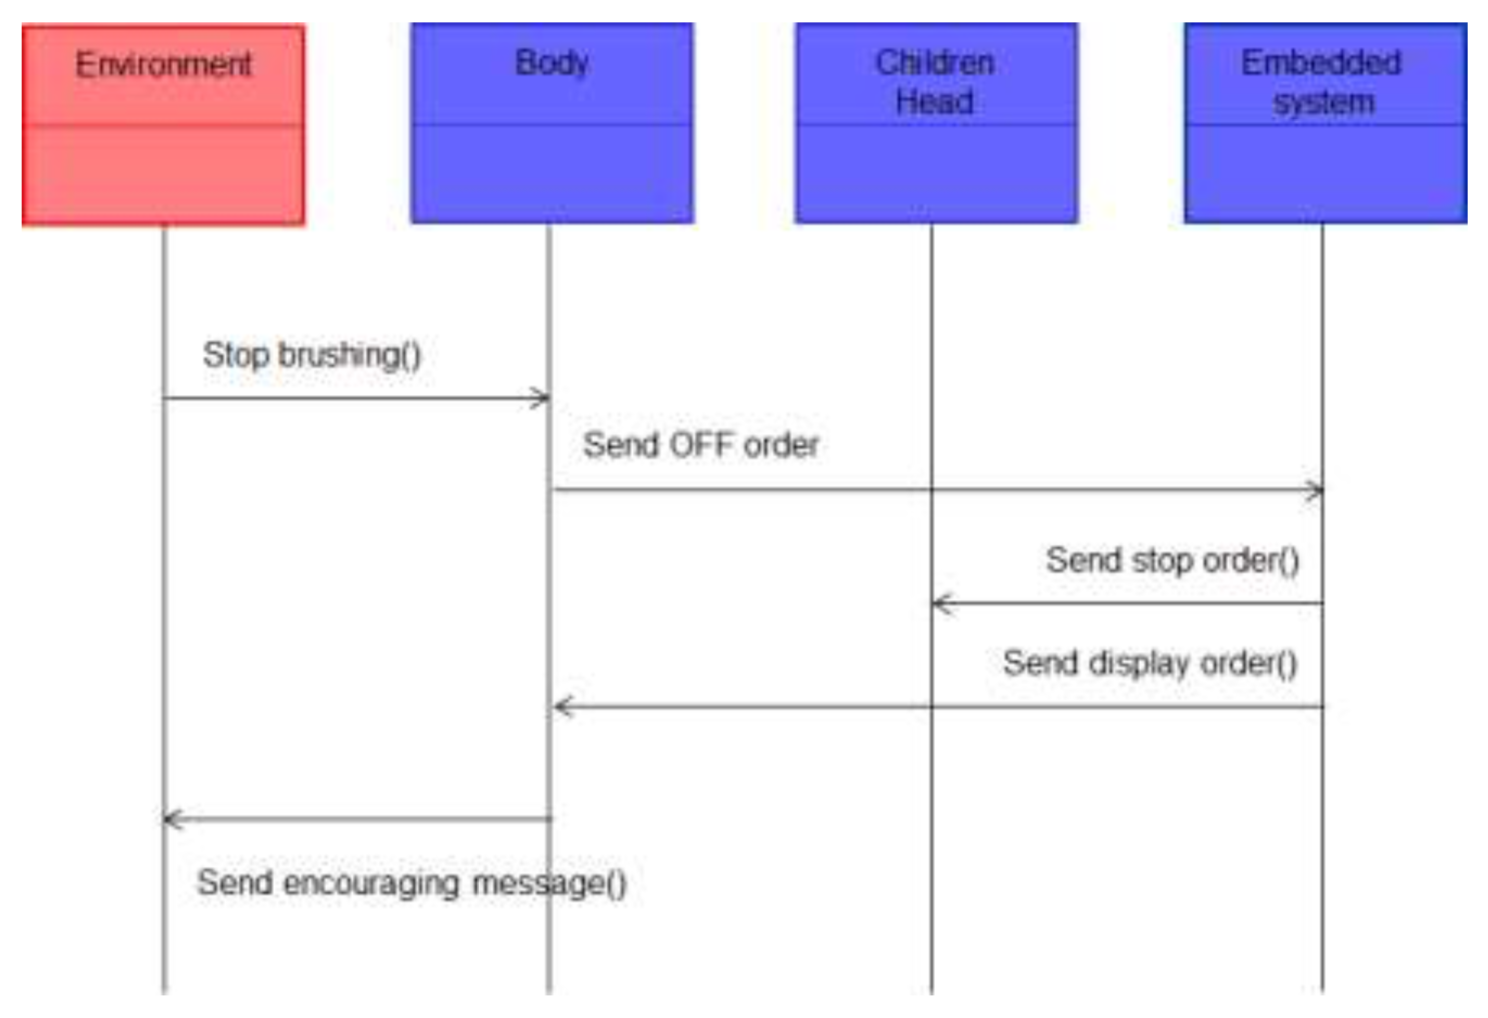 Environment
Body
Children
Head
Embedded
system
Stop brushing()
Send OFF order
Send stop order()
Send display order()
Send encouraging message()